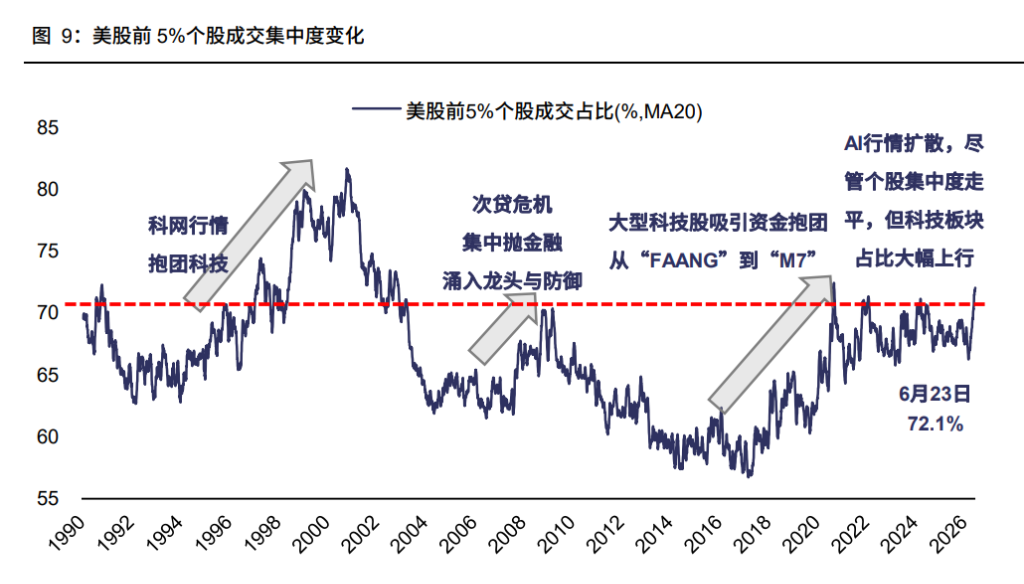 图 9：美股前 5%个股成交集中度变化
美股前5%个股成交占比(%,MA20)
85
80
75
70
65
60
55
科网行情
抱团科技
次贷危机
集中抛金融
涌入龙头与防御
大型科技股吸引资金抱团
从“FAANG”到“M7”
AI行情扩散，尽
管个股集中度走
平，但科技板块
占比大幅上行
6月23日
72.1%
1990
1992
1994
1996
1998
2000
2002
2004
2006
2008
2010
2012
2014
2016
2018
2020
2022
2024
2026